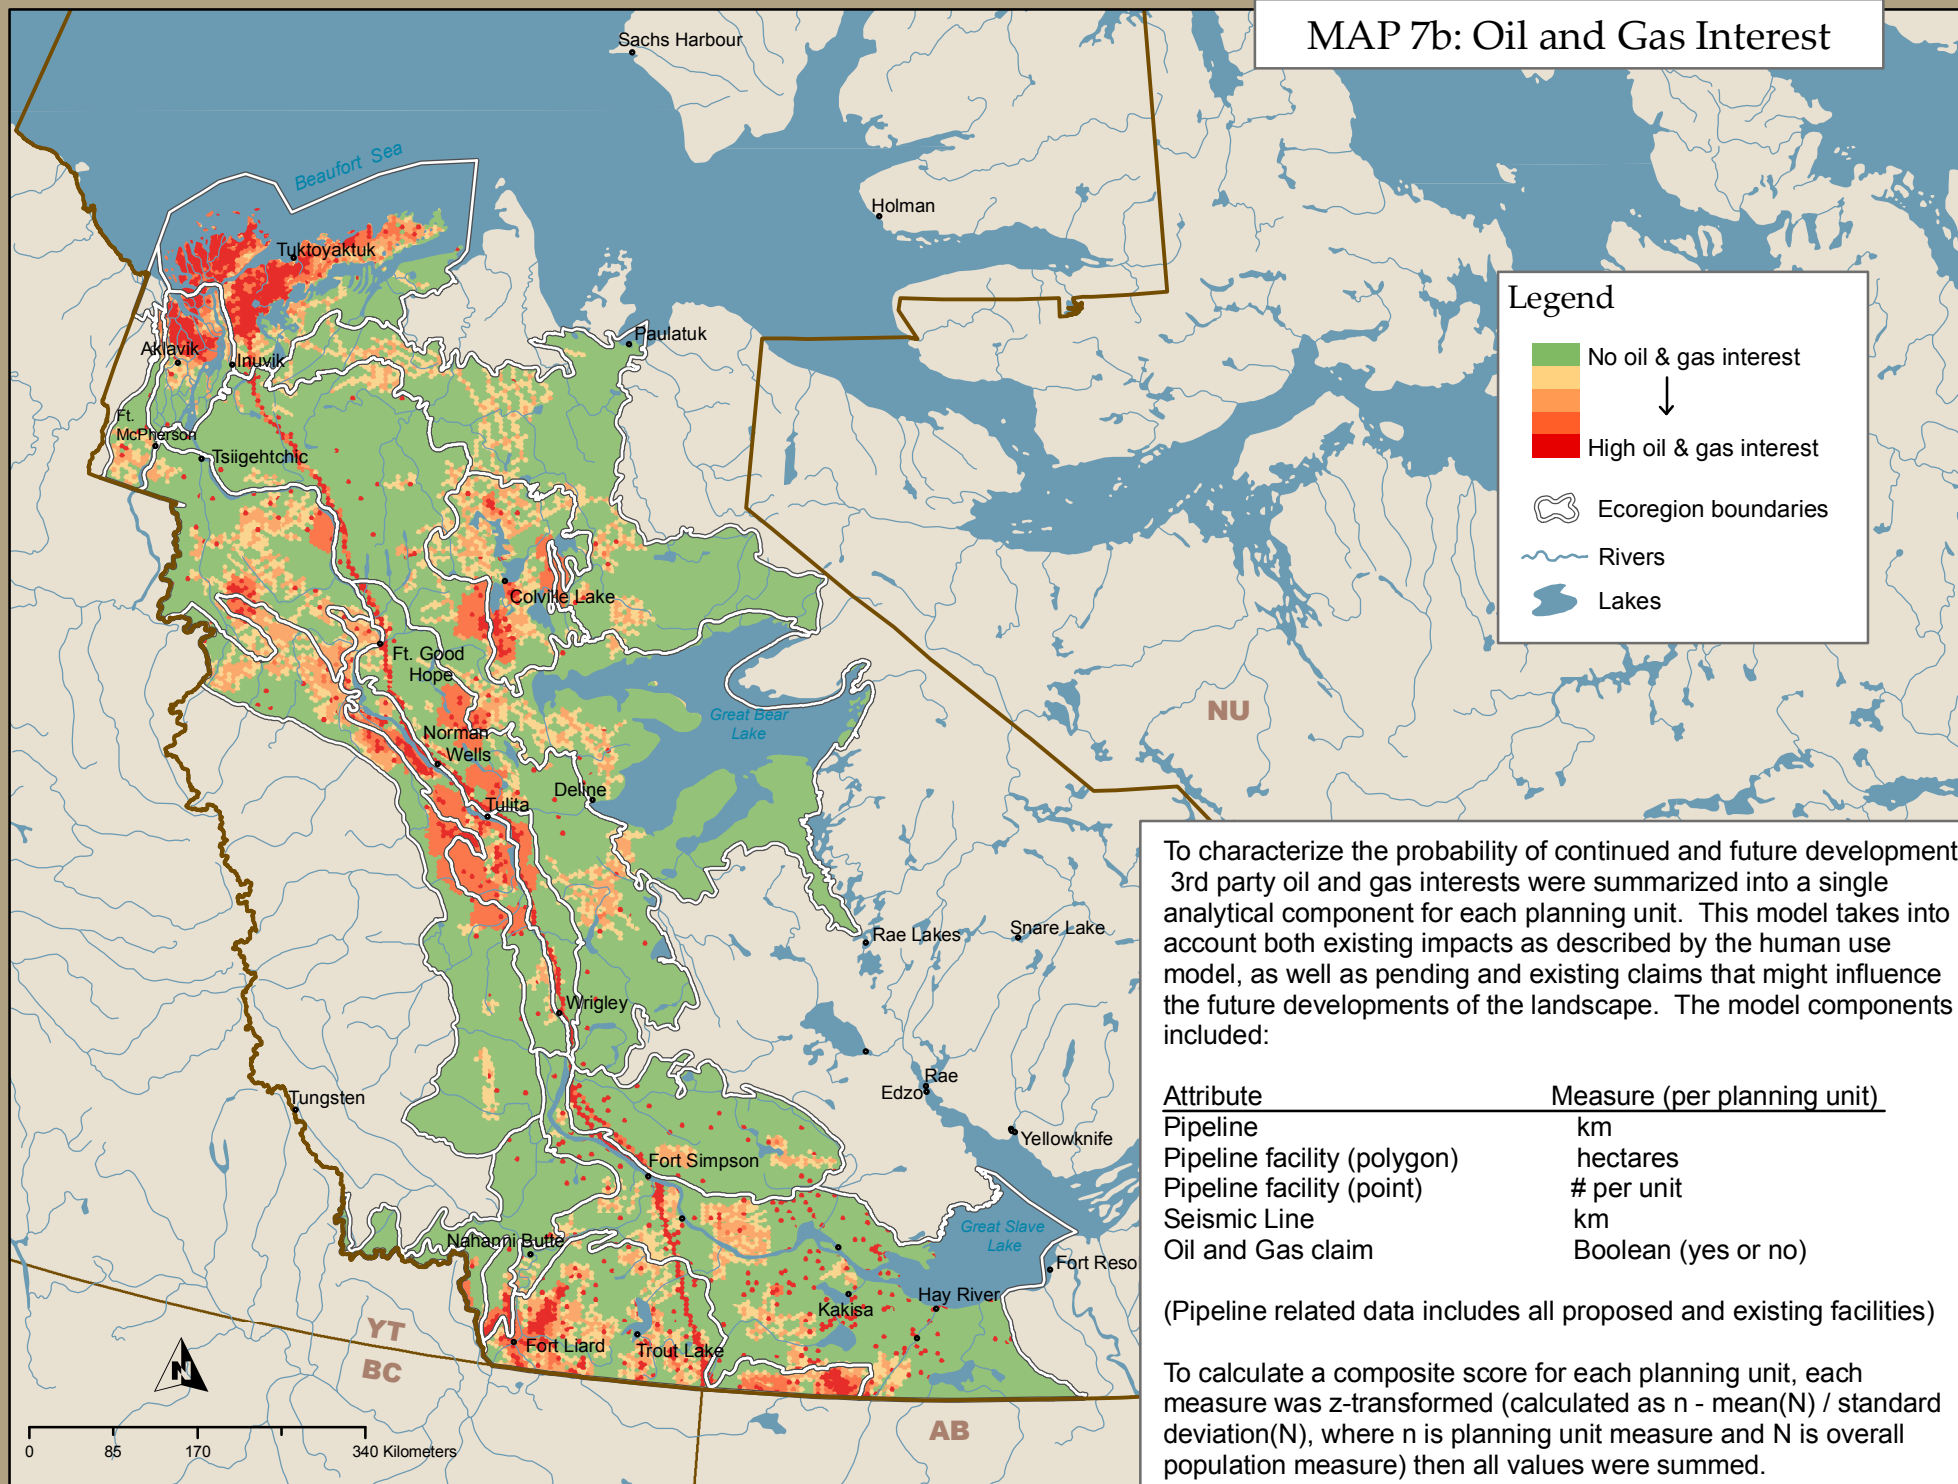 MAP 7b: Oil and Gas Interest
Sachs Harbour
Beaufort Sea
Holman
Tuktoyaktuk
Paulatuk
Aklavik
Inuvik
Ft.
McPherson
Tsiigehtchic
Colville Lake
Ft. Good
Hope
Great Bear
Lake
NU
Norman
Wells
Deline
Tulita
Rae Lakes
Snare Lake
Wrigley
Rae
Edzo
Tungsten
Yellowknife
Fort Simpson
Great Slave
Lake
Nahanni Butte
Fort Reso
Hay River
Kakisa
YT
Fort Liard
Trout Lake
BC
N
AB
0 85 170 340 Kilometers
Legend
No oil & gas interest
High oil & gas interest
Ecoregion boundaries
Rivers
Lakes
To characterize the probability of continued and future development
3rd party oil and gas interests were summarized into a single
analytical component for each planning unit. This model takes into
account both existing impacts as described by the human use
model, as well as pending and existing claims that might influence
the future developments of the landscape. The model components
included:
Attribute Measure (per planning unit)
Pipeline km
Pipeline facility (polygon) hectares
Pipeline facility (point) # per unit
Seismic Line km
Oil and Gas claim Boolean (yes or no)
(Pipeline related data includes all proposed and existing facilities)
To calculate a composite score for each planning unit, each
measure was z-transformed (calculated as n - mean(N) / standard
deviation(N), where n is planning unit measure and N is overall
population measure) then all values were summed.